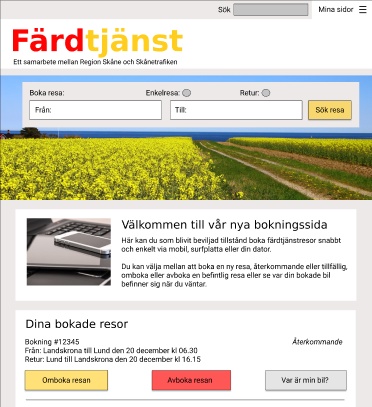 Sök
Mina sidor
Färdtjänst
Ett samarbete mellan Region Skåne och Skånetrafiken
Boka resa: Enkelresa: Retur:
Från: Till: Sök resa
Välkommen till vår nya bokningssida
Här kan du som blivit beviljad tillstånd boka färdtjänstresor snabbt
och enkelt via mobil, surfplatta eller din dator.
Du kan välja mellan att boka en ny resa, återkommande eller tillfällig,
omboka eller avboka en befintlig resa eller se var din bokade bil
befinner sig når du väntar.
Dina bokade resor
Bokning #12345 Återkommande
Från: Landskrona till Lund den 20 december kl 06.30
Retur: Lund till Landskrona den 20 december kl 16.15
Omboka resan Avboka resan Var är min bil?